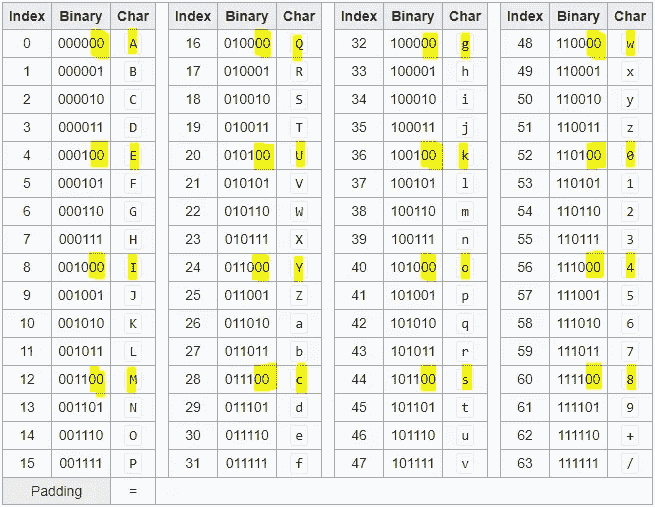 Index Binary Char Index Binary Char Index Binary Char Index Binary Char
0 000000 A 16 010000 Q 32 100000 g 48 110000 w
1 000001 B 17 010001 R 33 100001 h 49 110001 x
2 000010 C 18 010010 S 34 100010 i 50 110010 y
3 000011 D 19 010011 T 35 100011 j 51 110011 z
4 000100 E 20 010100 U 36 100100 k 52 110100 0
5 000101 F 21 010101 V 37 100101 l 53 110101 1
6 000110 G 22 010110 W 38 100110 m 54 110110 2
7 000111 H 23 010111 X 39 100111 n 55 110111 3
8 001000 I 24 011000 Y 40 101000 o 56 111000 4
9 001001 J 25 011001 Z 41 101001 p 57 111001 5
10 001010 K 26 011010 a 42 101010 q 58 111010 6
11 001011 L 27 011011 b 43 101011 r 59 111011 7
12 001100 M 28 011100 c 44 101100 s 60 111100 8
13 001101 N 29 011101 d 45 101101 t 61 111101 9
14 001110 O 30 011110 e 46 101110 u 62 111110 +
15 001111 P 31 011111 f 47 101111 v 63 111111 /
Padding =